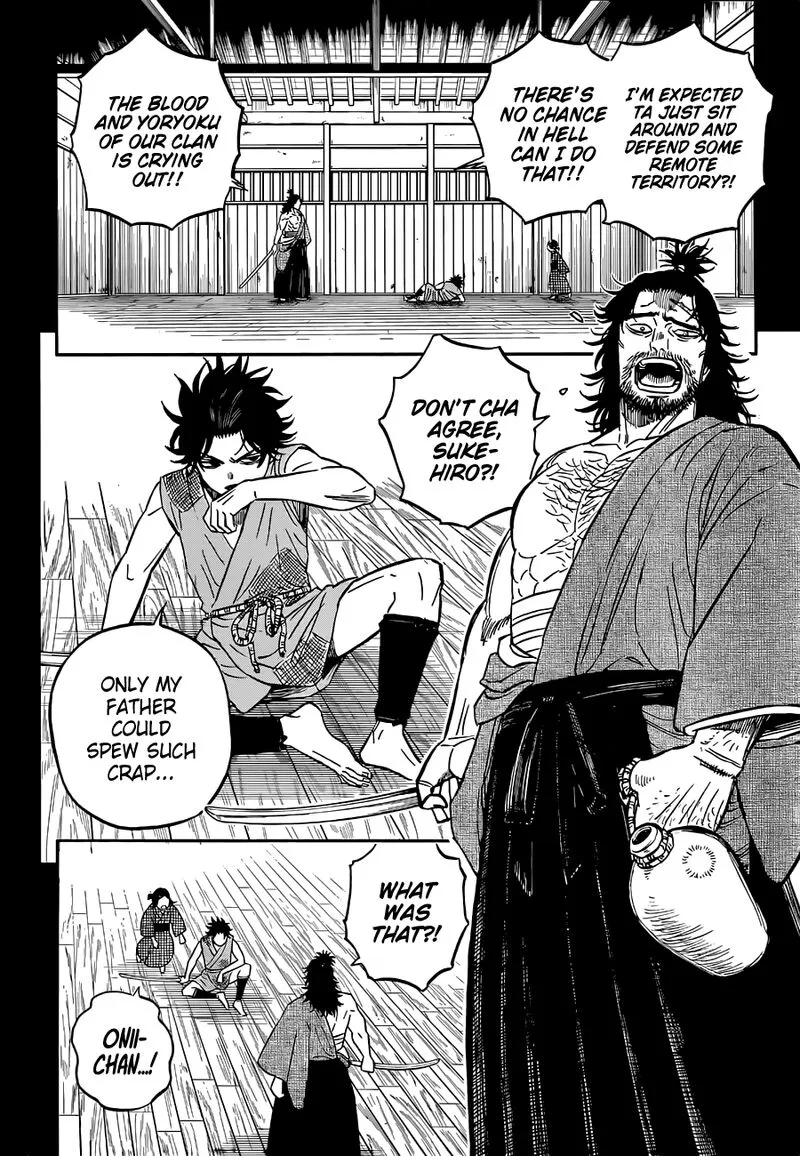 I'M EXPECTED
TA JUST SIT
AROUND AND
DEFEND SOME
REMOTE
TERRITORY?!
THERE'S
NO CHANCE
IN HELL
CAN I DO
THAT!!
THE BLOOD
AND YORYOKU
OF OUR CLAN
IS CRYING
OUT!!
DON'T CHA
AGREE,
SUKE-
HIRO?!
ONLY MY
FATHER
COULD
SPEW SUCH
CRAP...
WHAT
WAS
THAT?!
ONII-
CHAN...!